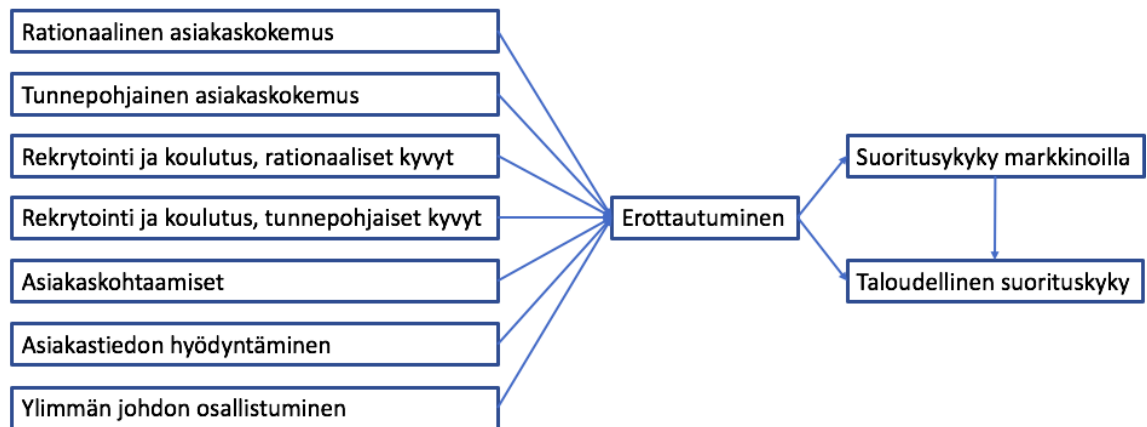 Rationaalinen asiakaskokemus
Tunnepohjainen asiakaskokemus
Rekrytointi ja koulutus, rationaaliset kyvyt
Rekrytointi ja koulutus, tunnepohjaiset kyvyt
Asiakaskohtaamiset
Asiakastiedon hyödyntäminen
Ylimmän johdon osallistuminen
Erottautuminen
Suoritusykyky markkinoilla
Taloudellinen suorituskyky